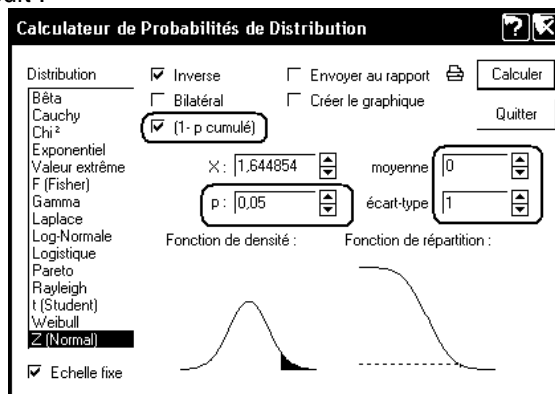 Calculateur de Probabilités de Distribution
Distribution
Inverse
Envoyer au rapport
Calculer
Bilatéral
Créer le graphique
Quitter
(1- p cumulé)
Bêta
Cauchy
Chi²
Exponentiel
Valeur extrême
F (Fisher)
Gamma
Laplace
Log-Normale
Logistique
Pareto
Rayleigh
t (Student)
Weibull
Z (Normal)
X : 1,644854
moyenne 0
p : 0,05
écart-type 1
Fonction de densité :
Fonction de répartition :
Echelle fixe